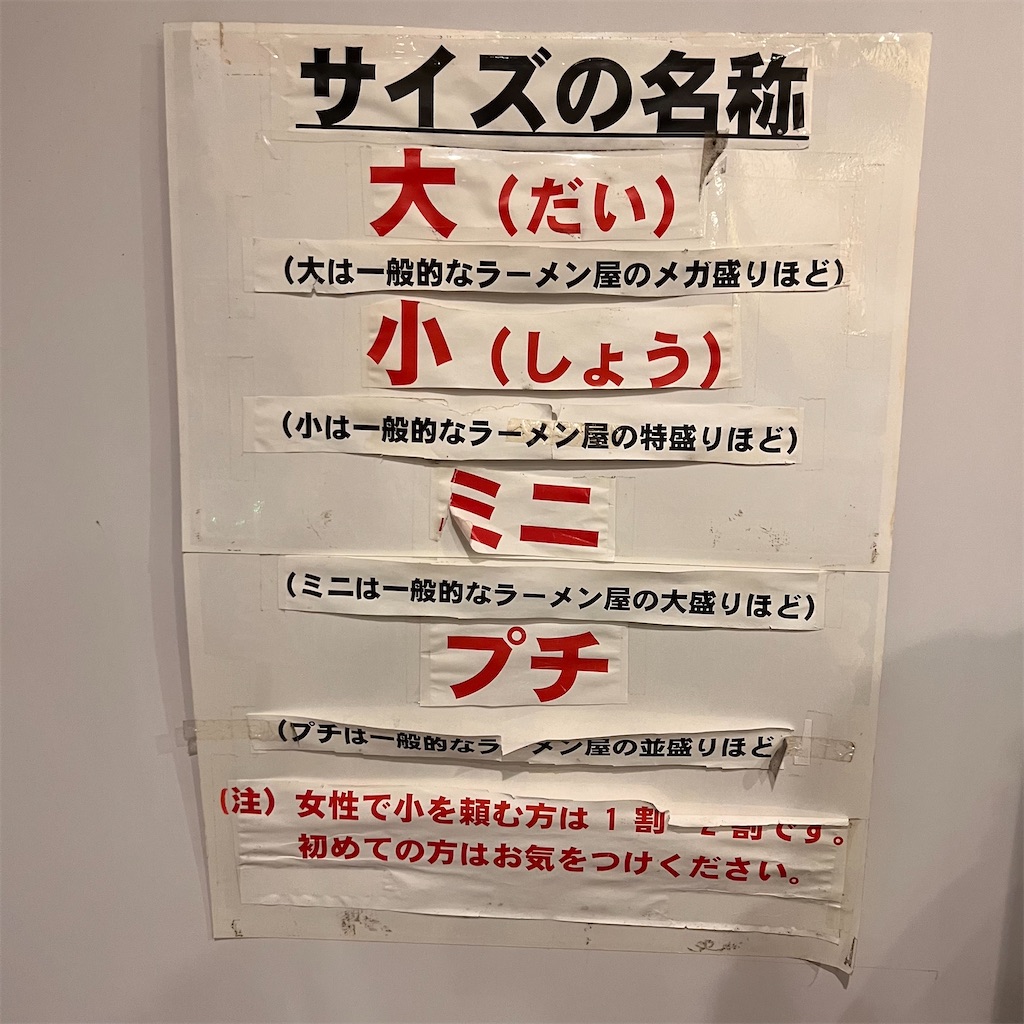 サイズの名称
大（だい）
（大は一般的なラーメン屋のメガ盛りほど）
小（しょう）
（小は一般的なラーメン屋の特盛りほど）
ミニ
（ミニは一般的なラーメン屋の大盛りほど）
プチ
（プチは一般的なラーメン屋の並盛りほど
（注）女性で小を頼む方は１割 ２割です。
初めての方はお気をつけください。